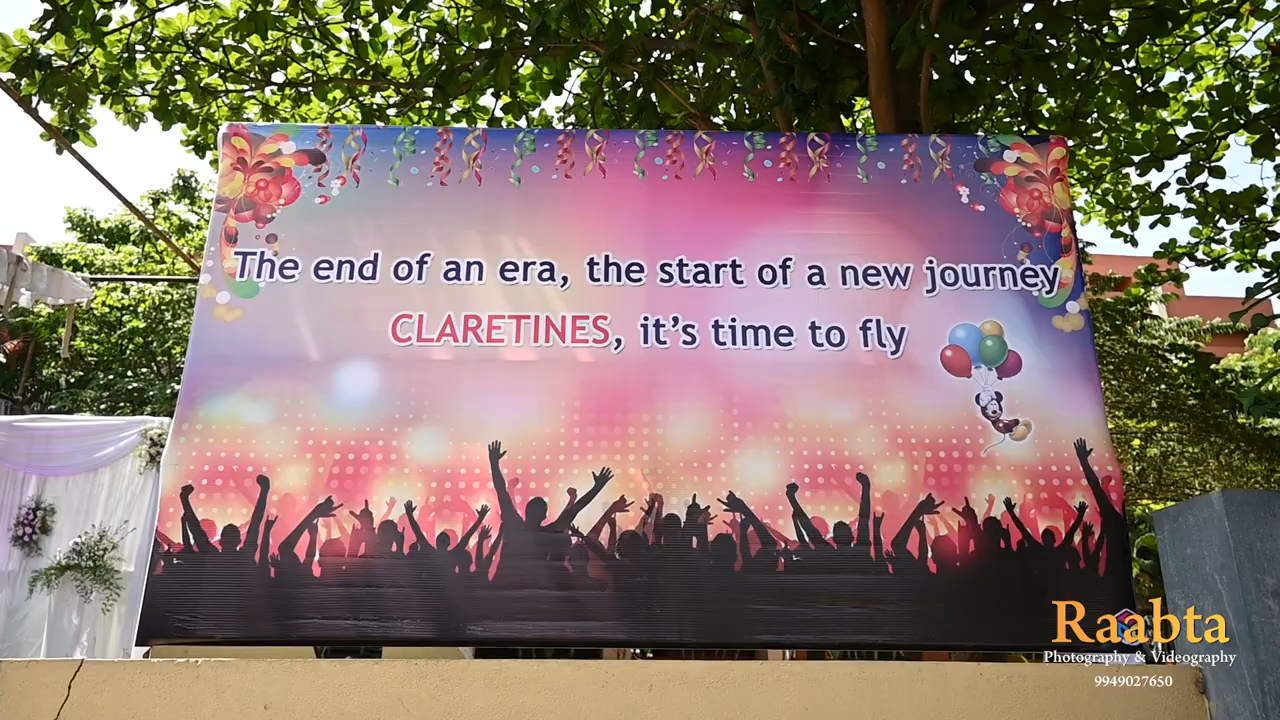 The end of an era, the start of a new journey
CLARETINES, it's time to fly
Raabta
Photography & Videography
9949027650